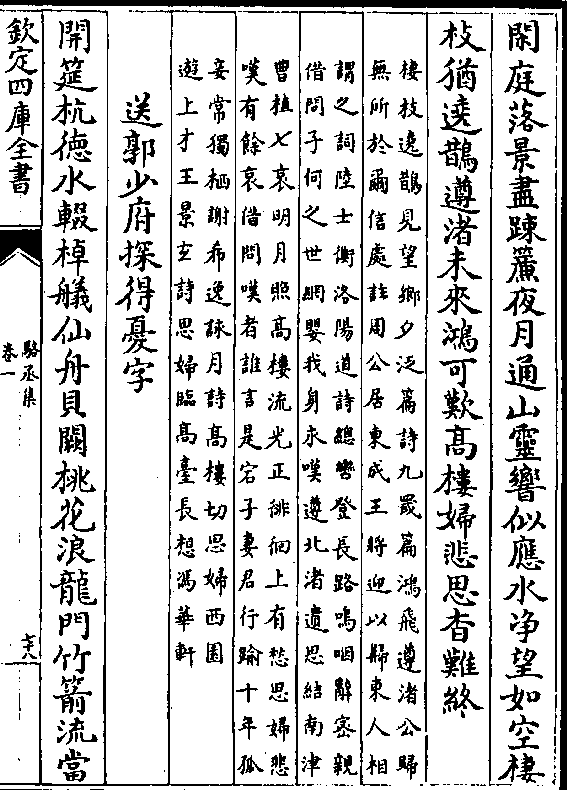 閑庭落景盡踈簾夜月通山靈響似應水浄望如空棲
枝猶遶鵲遵渚未來鴻可歎高樓婦悲思杳難終
棲枝遶鵲見望鄉夕泛篇詩九罭篇鴻飛遵渚公歸
無所於爾信處註周公居東成王將迎以歸東人相
謂之詞陸士衡洛陽道詩總轡登長路嗚咽辭宻親
借問子何之世網嬰我身永嘆遵北渚遺思結南津
曹植七哀明月照高樓流光正徘徊上有愁思婦悲
嘆有餘哀借問嘆者誰言是宕子妻君行踰十年孤
妾常獨栖謝希逸詠月詩高樓切思婦西園
遊上才王景玄詩思婦臨高臺長想馮華軒
送郭少府探得憂字
開筵杭德水輟棹艤仙舟貝闕桃花浪龍門竹箭流當
欽定四庫全書
駱丞集
卷一